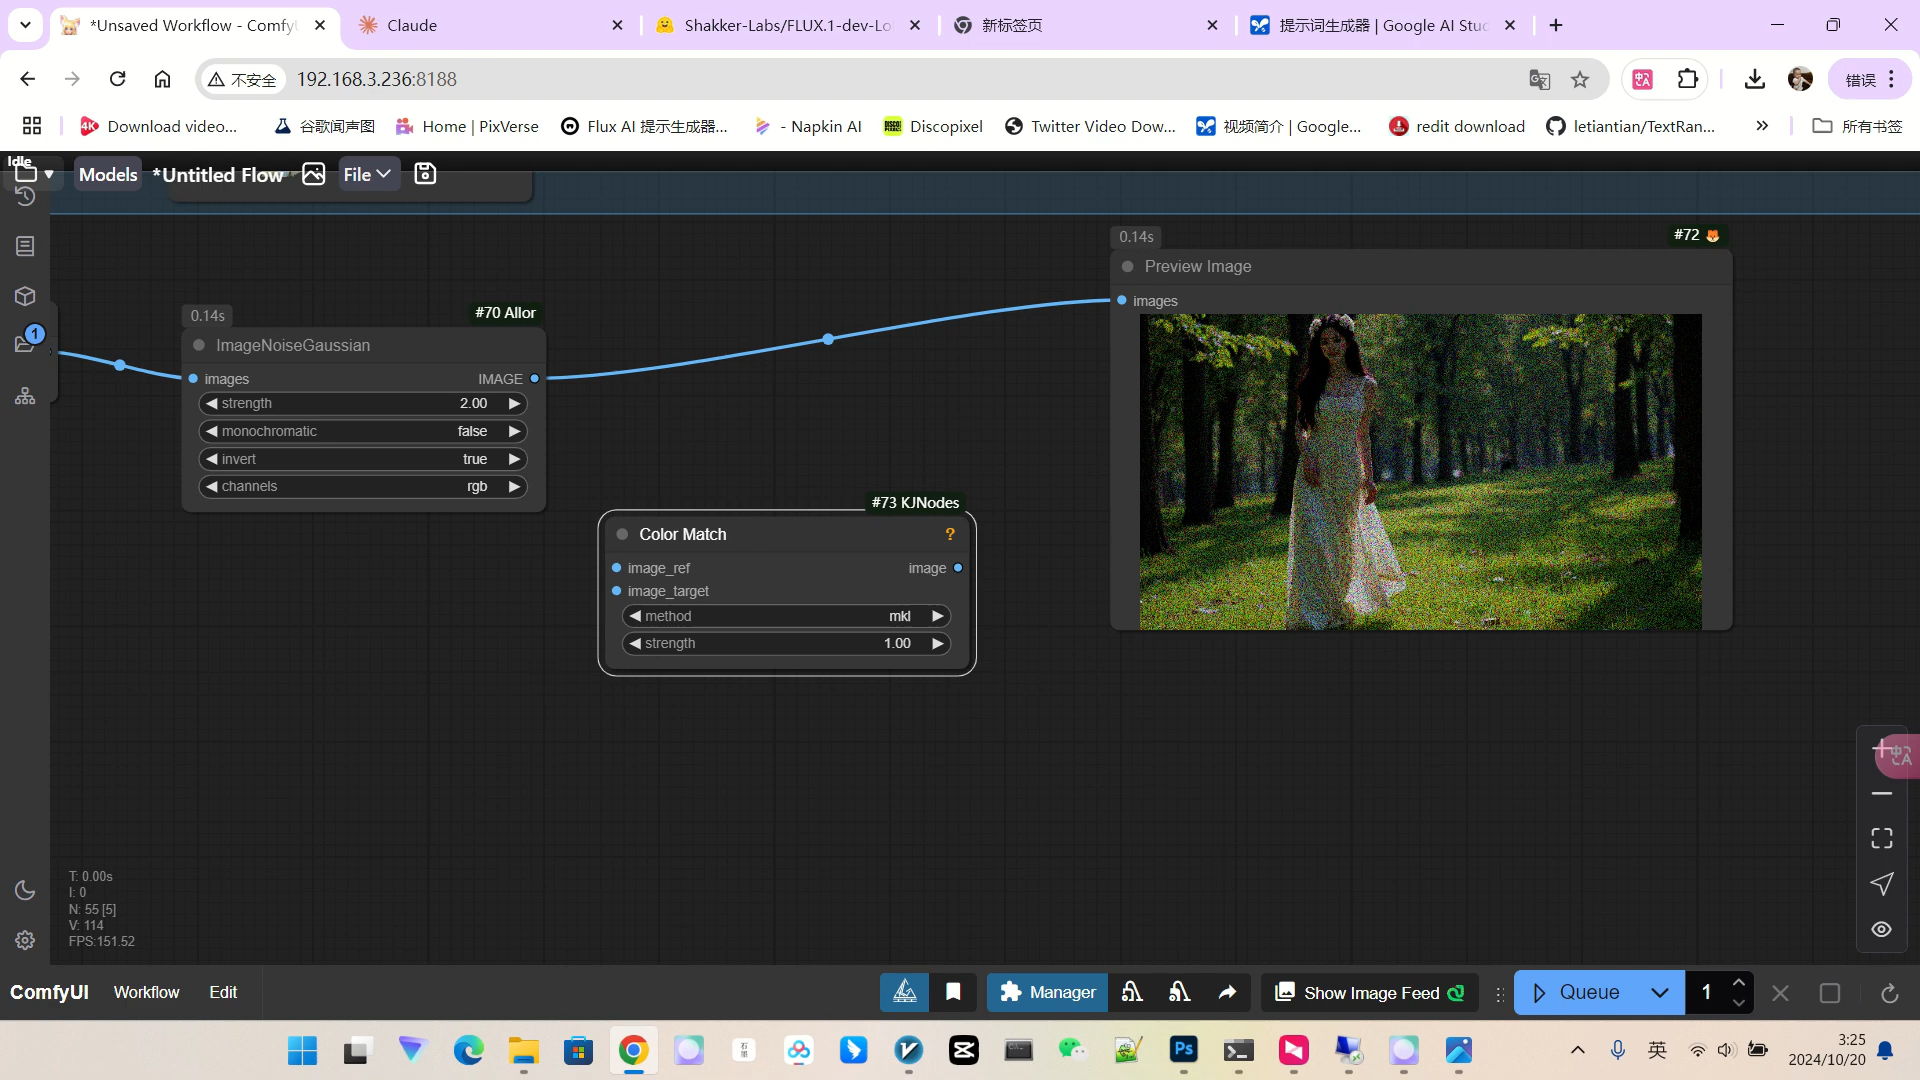 *Unsaved Workflow - ComfyU
Claude
Shakker-Labs/FLUX.1-dev-Lo
新标签页
提示词生成器 | Google AI Stud
不安全
192.168.3.236:8188
错误
4K
Download video...
谷歌闻声图
Home | PixVerse
Flux AI 提示生成器...
- Napkin AI
Discopixel
Twitter Video Dow...
视频简介 | Google...
redit download
letiantian/TextRan...
所有书签
Idle
Models
*Untitled Flow
File
0.14s
#72
Preview Image
images
0.14s
#70 Allor
ImageNoiseGaussian
images
IMAGE
strength
2.00
monochromatic
false
invert
true
channels
rgb
1
#73 KJNodes
Color Match
?
image_ref
image
image_target
method
mkl
strength
1.00
T: 0.00s
I: 0
N: 55 [5]
V: 114
FPS:151.52
ComfyUI
Workflow
Edit
Manager
Show Image Feed
Queue
1
Ps
英
3:25
2024/10/20